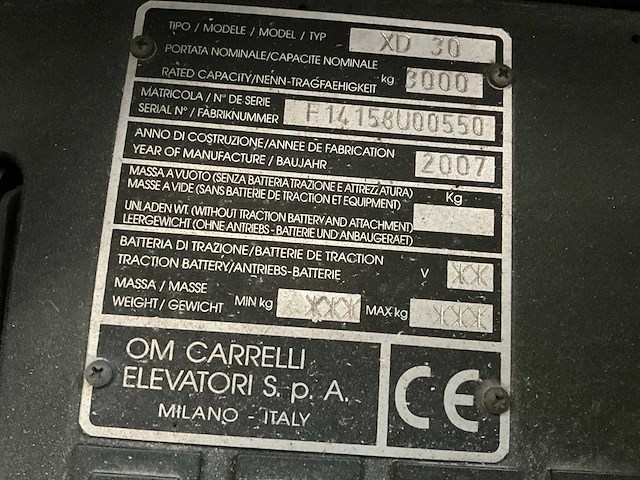 TIPO / MODELE / MODEL / TYP XD 30
PORTATA NOMINALE/CAPACITE NOMINALE
RATED CAPACITY/NENN-TRAGFAEHIGKEIT kg 3000
MATRICOLA / N° DE SERIE
SERIAL N° / FABRIKNUMMER F14158U00550
ANNO DI COSTRUZIONE/ANNEE DE FABRICATION
YEAR OF MANUFACTURE / BAUJAHR 2007
MASSA A VUOTO (SENZA BATTERIA TRAZIONE E ATTREZZATURA) Kg
MASSE A VIDE (SANS BATTERIE DE TRACTION ET EQUIPMENT)
UNLADEN WT. (WITHOUT TRACTION BATTERY AND ATTACHMENT)
LEERGEWICHT (OHNE ANTRIEBS - BATTERIE UND ANBAUGERAET)
BATTERIA DI TRAZIONE/BATTERIE DE TRACTION
TRACTION BATTERY/ANTRIEBS-BATTERIE V XX
MASSA / MASSE
WEIGHT / GEWICHT MIN kg XXX MAX kg XXX
OM CARRELLI
ELEVATORI S. p. A.
MILANO - ITALY
CE